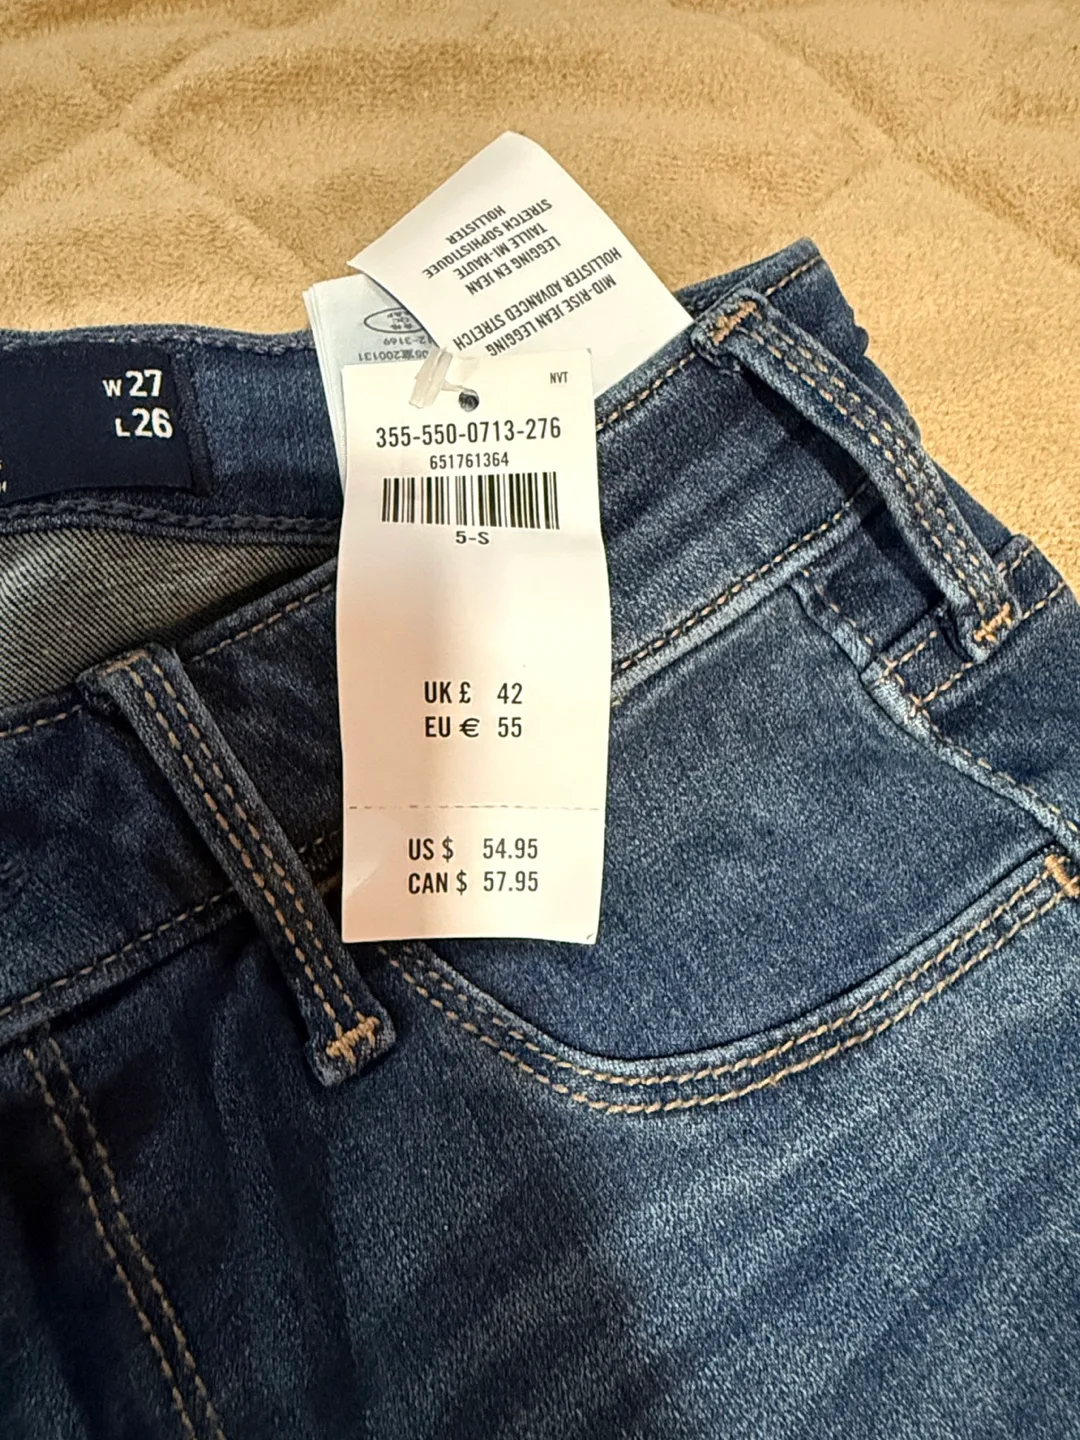 HOLLISTER
STRETCH SOPHISTIQUÉE
TAILLE MI-HAUTE
LEGGING EN JEAN
HOLLISTER ADVANCED STRETCH
MID-RISE JEAN LEGGING
W 27
L 26
NVT
355-550-0713-276
651761364
5-S
UK £ 42
EU € 55
US $ 54.95
CAN $ 57.95